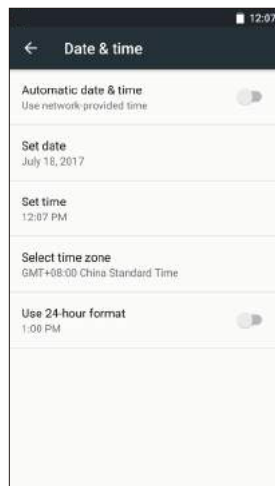 12:07
Date & time
Automatic date & time
Use network-provided time
Set date
July 18, 2017
Set time
12:07 PM
Select time zone
GMT+08:00 China Standard Time
Use 24-hour format
1:00 PM